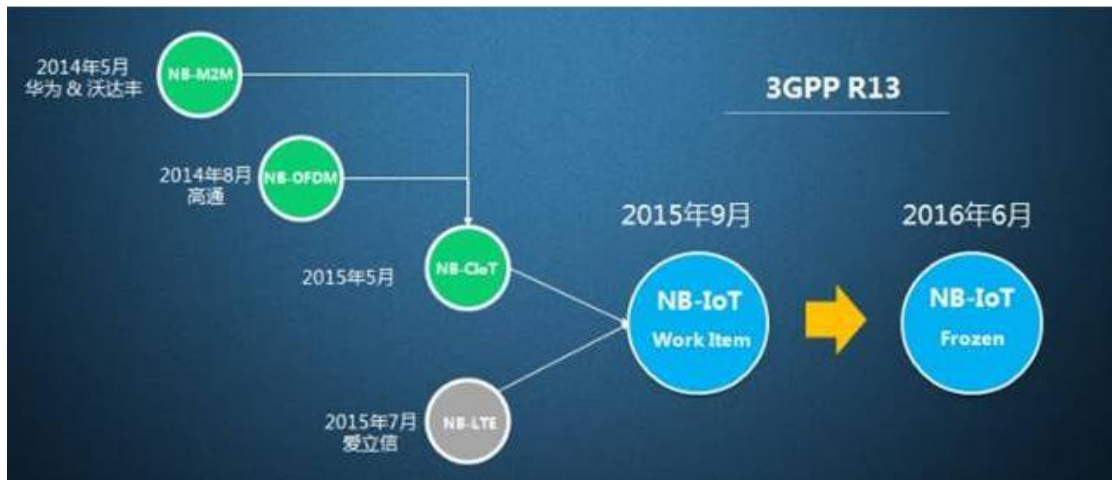 2014年5月
华为 & 沃达丰
NB-M2M
3GPP R13
2014年8月
高通
NB-OFDM
2015年9月
2016年6月
2015年5月
NB-CIoT
NB-IoT
Work Item
NB-IoT
Frozen
2015年7月
爱立信
NB-LTE